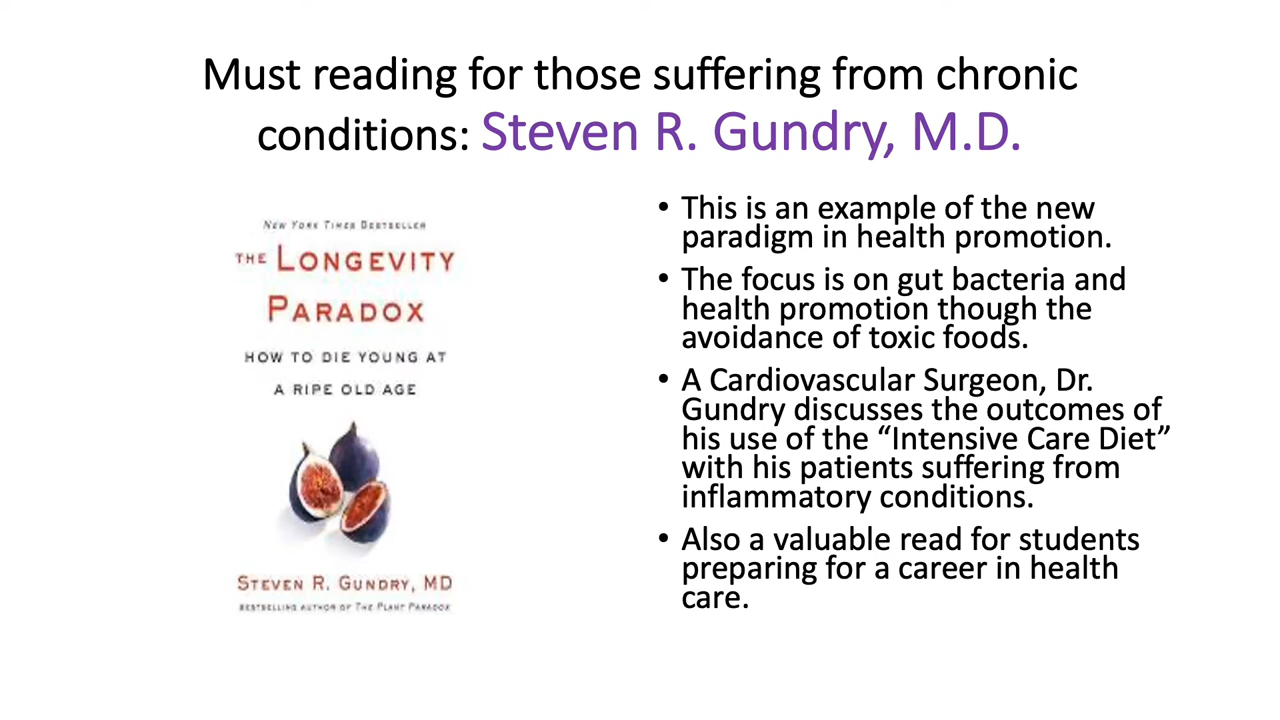 Must reading for those suffering from chronic
conditions: Steven R. Gundry, M.D.
NEW YORK TIMES BESTSELLER
THE LONGEVITY
PARADOX
HOW TO DIE YOUNG AT
A RIPE OLD AGE
STEVEN R. GUNDRY, MD
BESTSELLING AUTHOR OF THE PLANT PARADOX
• This is an example of the new
paradigm in health promotion.
• The focus is on gut bacteria and
health promotion though the
avoidance of toxic foods.
• A Cardiovascular Surgeon, Dr.
Gundry discusses the outcomes of
his use of the “Intensive Care Diet”
with his patients suffering from
inflammatory conditions.
• Also a valuable read for students
preparing for a career in health
care.